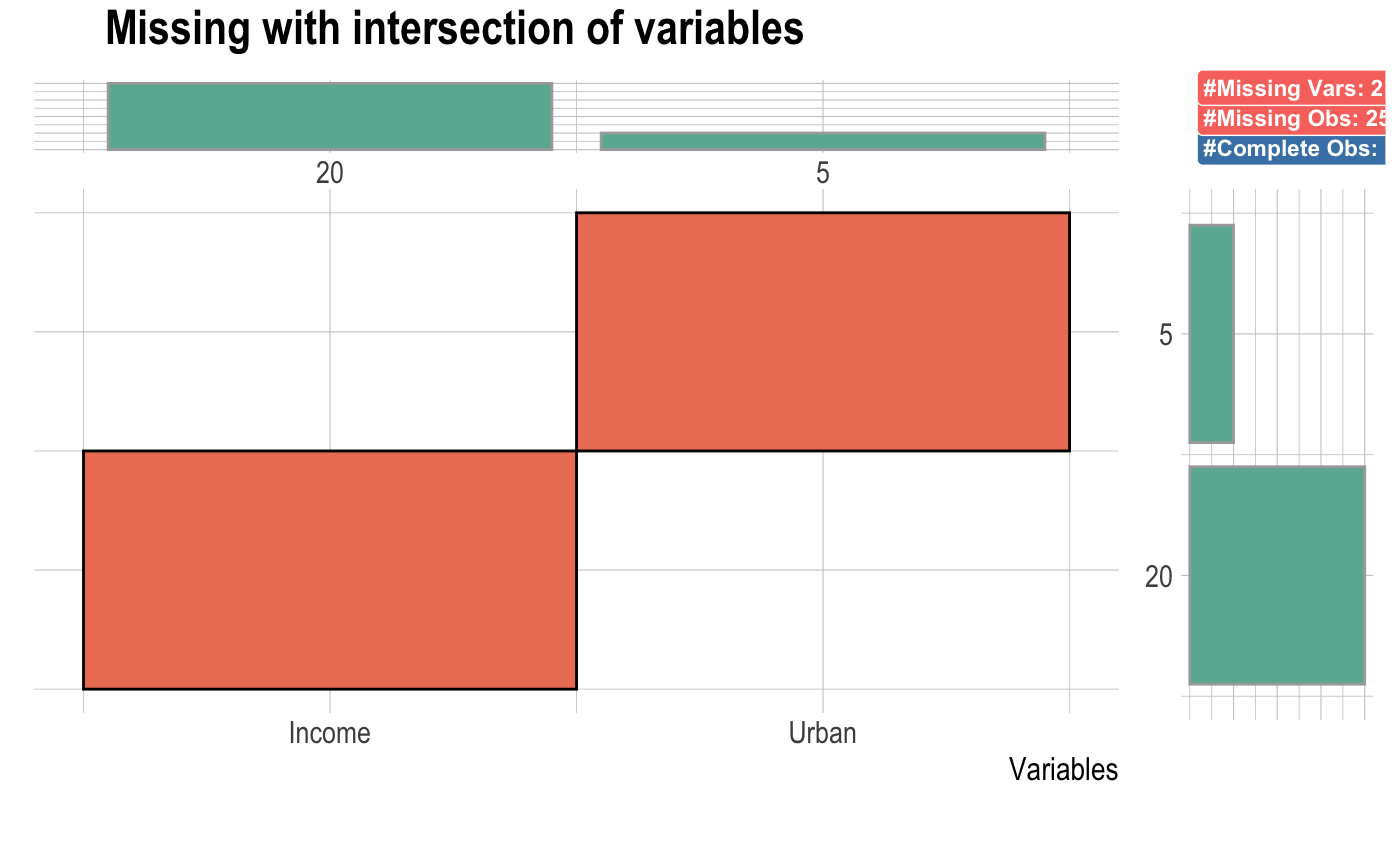 Missing with intersection of variables
#Missing Vars: 2
#Missing Obs: 25
#Complete Obs:
20
5
5
20
Income
Urban
Variables